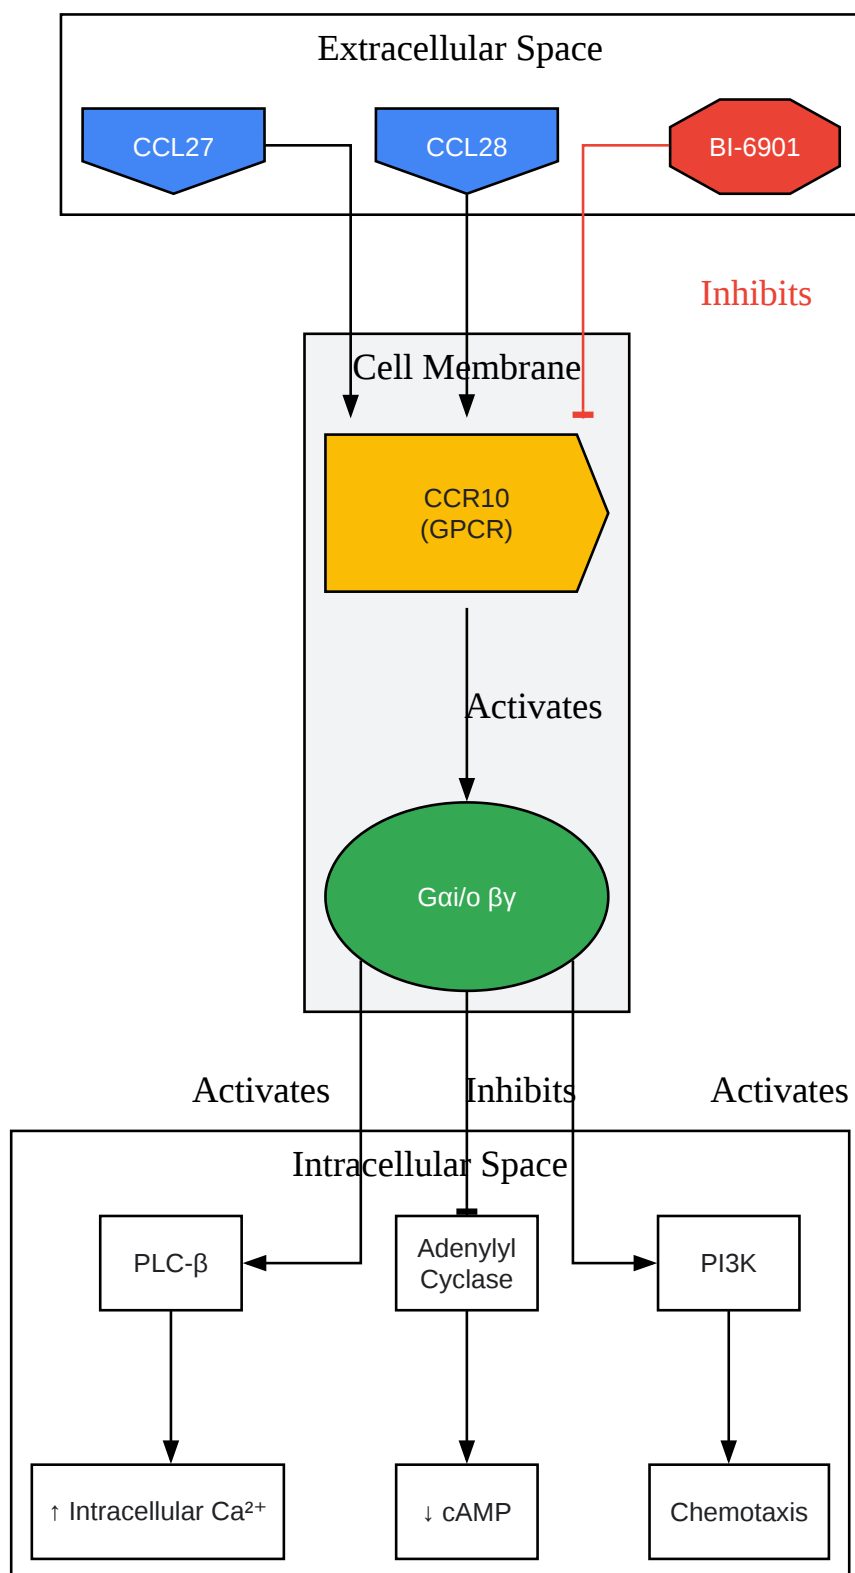 Extracellular Space
CCL27
CCL28
BI-6901
Inhibits
Cell Membrane
CCR10
(GPCR)
Activates
Gαi/o βγ
Activates
Inhibits
Activates
Intracellular Space
PLC-β
Adenylyl
Cyclase
PI3K
↑ Intracellular Ca²⁺
↓ cAMP
Chemotaxis